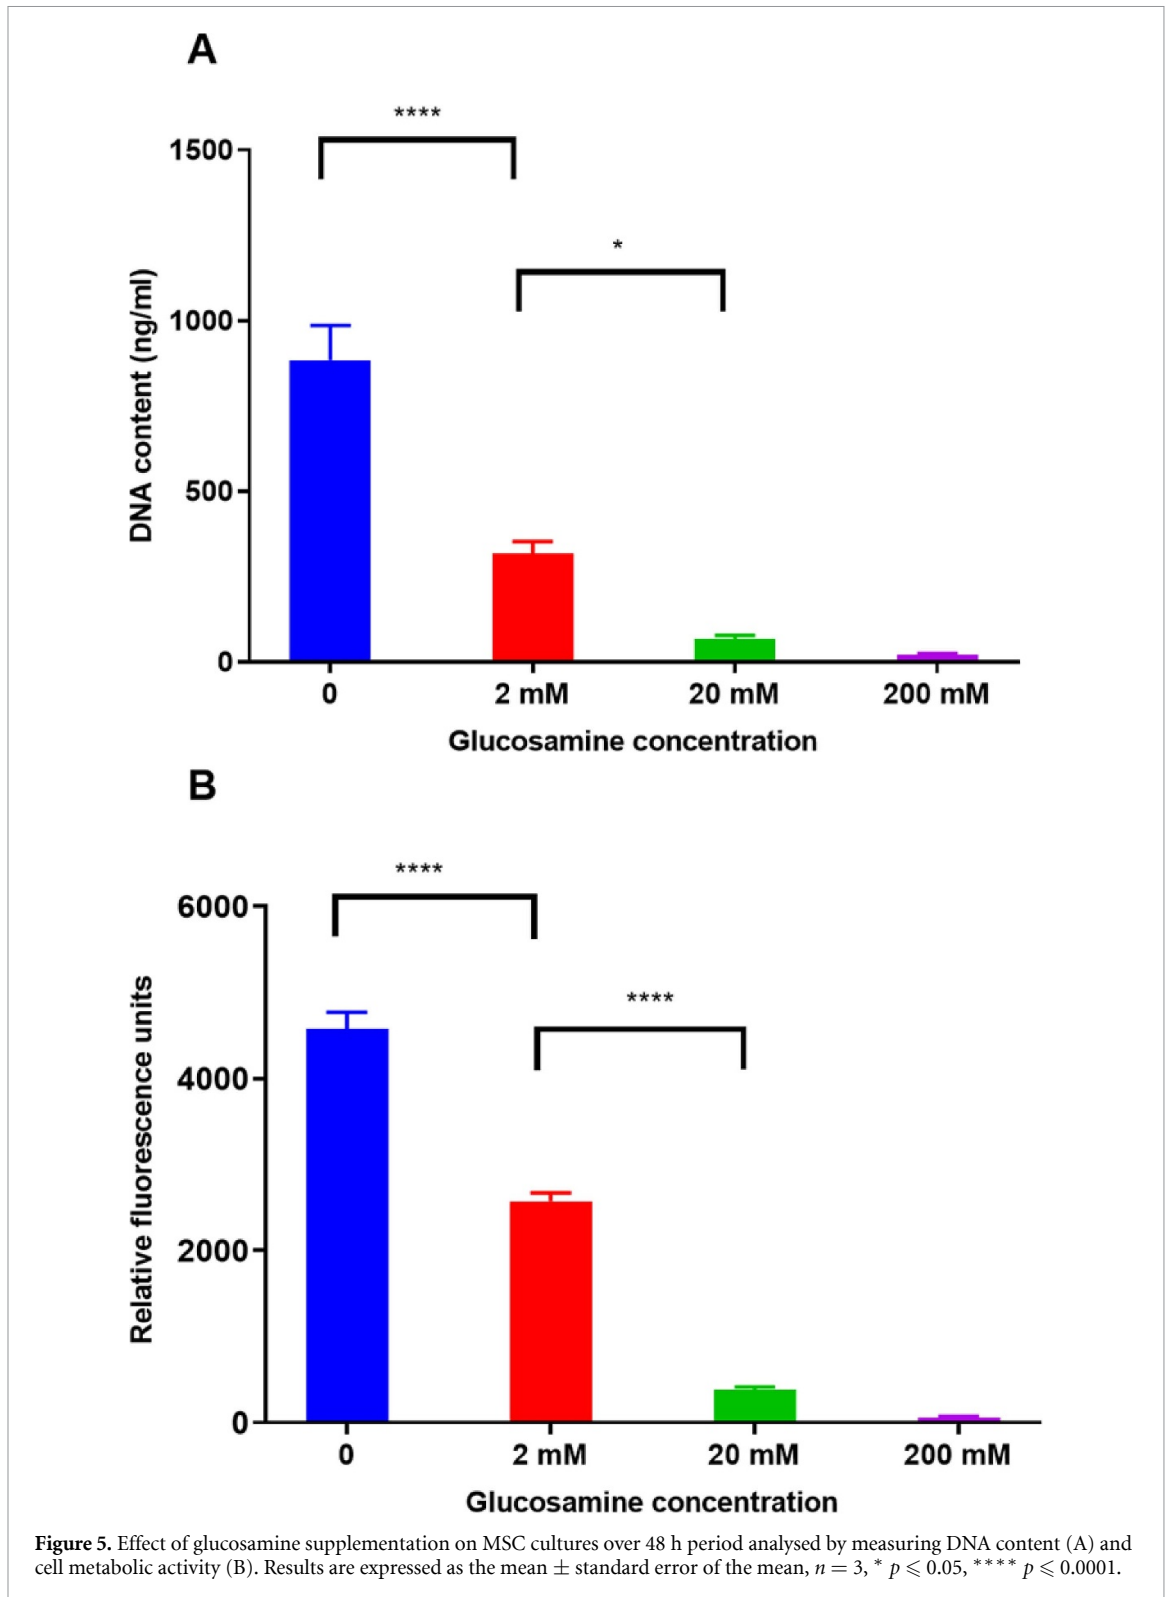 A
****
1500
*
1000
500
0
DNA content (ng/ml)
0 2 mM 20 mM 200 mM
Glucosamine concentration
B
****
6000
****
4000
2000
0
Relative fluorescence units
0 2 mM 20 mM 200 mM
Glucosamine concentration
Figure 5. Effect of glucosamine supplementation on MSC cultures over 48 h period analysed by measuring DNA content (A) and
cell metabolic activity (B). Results are expressed as the mean ± standard error of the mean, n = 3, * p ⩽ 0.05, **** p ⩽ 0.0001.